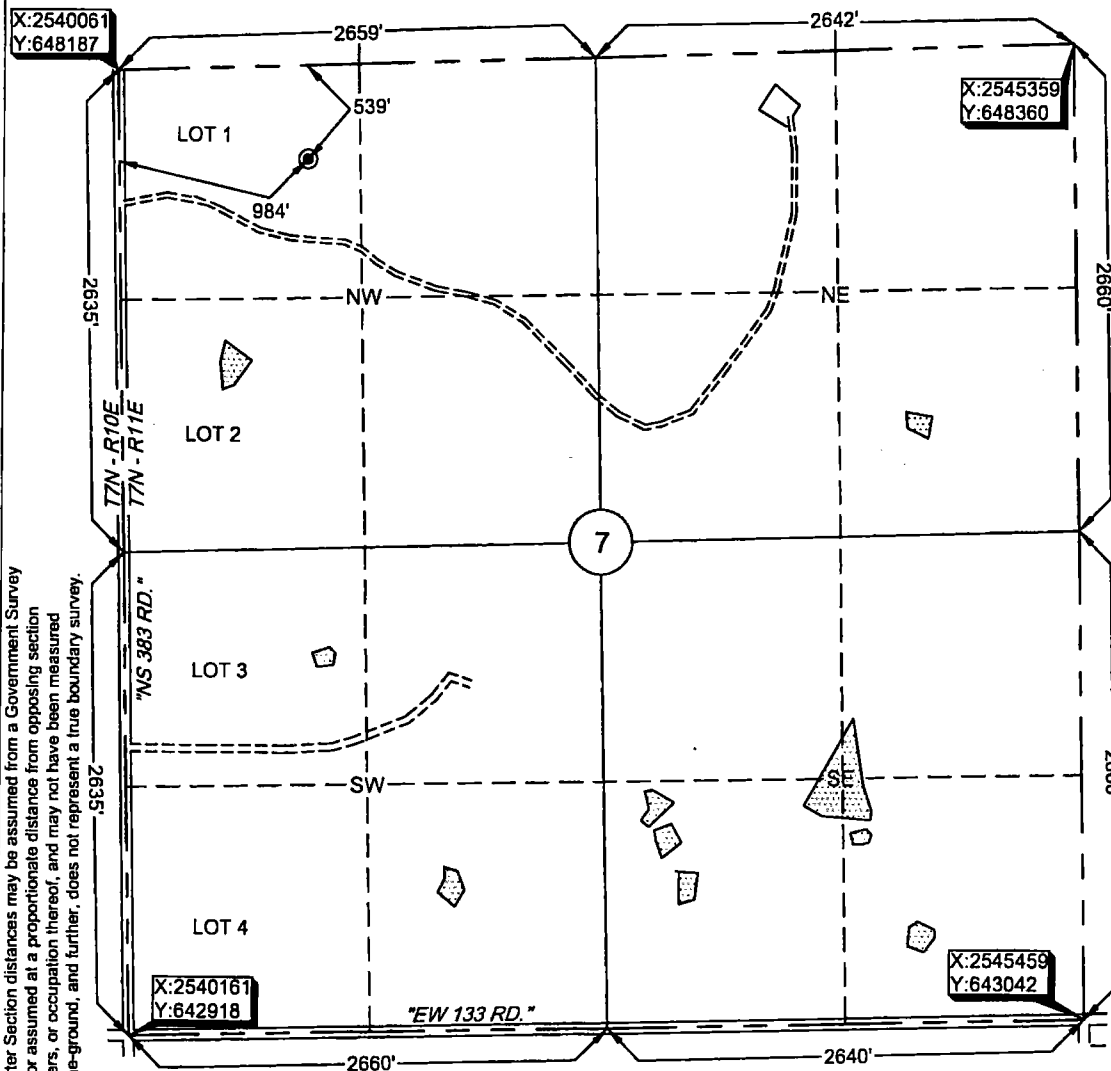 X:2540061
Y:648187
2659'
2642'
X:2545359
Y:648360
539'
LOT 1
984'
2635'
NW
NE
2660'
T7N - R10E
T7N - R11E
LOT 2
7
"NS 383 RD."
LOT 3
2635'
SW
SE
LOT 4
X:2540161
Y:642918
"EW 133 RD."
X:2545459
Y:643042
2660'
2640'
Section distances may be assumed from a Government Survey
or assumed at a proportionate distance from opposing section
or occupation thereof, and may not have been measured
and further, does not represent a true boundary survey.